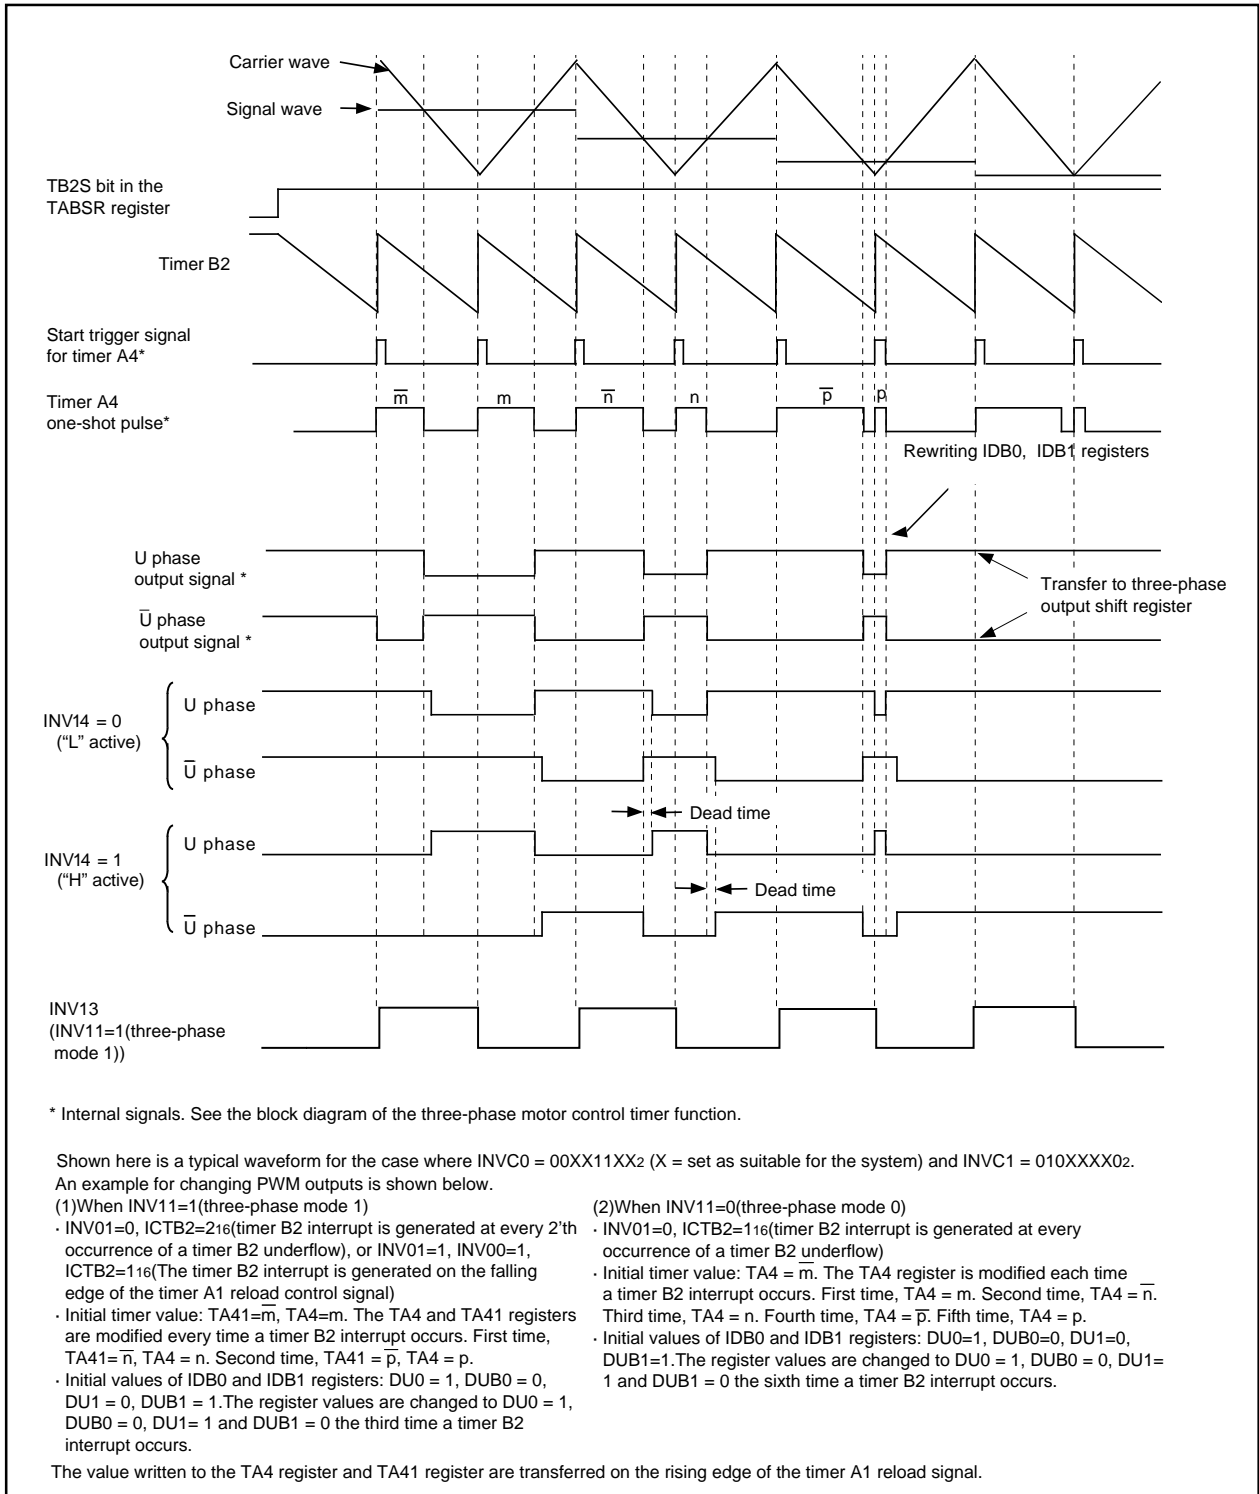 Carrier wave
Signal wave
TB2S bit in the
TABSR register
Timer B2
Start trigger signal
for timer A4*
Timer A4
one-shot pulse*
m̅
m
n̅
n
p̅
p
Rewriting IDB0, IDB1 registers
U phase
output signal *
Transfer to three-phase
output shift register
U̅ phase
output signal *
INV14 = 0
(“L” active)
U phase
U̅ phase
Dead time
INV14 = 1
(“H” active)
U phase
Dead time
U̅ phase
INV13
(INV11=1(three-phase
mode 1))
* Internal signals. See the block diagram of the three-phase motor control timer function.
Shown here is a typical waveform for the case where INVC0 = 00XX11XX2 (X = set as suitable for the system) and INVC1 = 010XXXX02.
An example for changing PWM outputs is shown below.
(1)When INV11=1(three-phase mode 1)
· INV01=0, ICTB2=216(timer B2 interrupt is generated at every 2’th
occurrence of a timer B2 underflow), or INV01=1, INV00=1,
ICTB2=116(The timer B2 interrupt is generated on the falling
edge of the timer A1 reload control signal)
· Initial timer value: TA41=m̅, TA4=m. The TA4 and TA41 registers
are modified every time a timer B2 interrupt occurs. First time,
TA41= n̅, TA4 = n. Second time, TA41 = p̅, TA4 = p.
· Initial values of IDB0 and IDB1 registers: DU0 = 1, DUB0 = 0,
DU1 = 0, DUB1 = 1.The register values are changed to DU0 = 1,
DUB0 = 0, DU1= 1 and DUB1 = 0 the third time a timer B2
interrupt occurs.
(2)When INV11=0(three-phase mode 0)
· INV01=0, ICTB2=116(timer B2 interrupt is generated at every
occurrence of a timer B2 underflow)
· Initial timer value: TA4 = m̅. The TA4 register is modified each time
a timer B2 interrupt occurs. First time, TA4 = m. Second time, TA4 = n̅.
Third time, TA4 = n. Fourth time, TA4 = p̅. Fifth time, TA4 = p.
· Initial values of IDB0 and IDB1 registers: DU0=1, DUB0=0, DU1=0,
DUB1=1.The register values are changed to DU0 = 1, DUB0 = 0, DU1=
1 and DUB1 = 0 the sixth time a timer B2 interrupt occurs.
The value written to the TA4 register and TA41 register are transferred on the rising edge of the timer A1 reload signal.